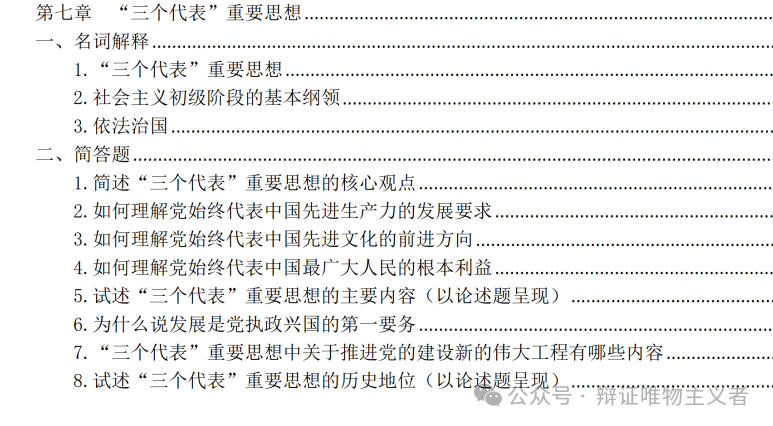 第七章 “三个代表”重要思想........................
一、名词解释........................
1.“三个代表”重要思想........................
2.社会主义初级阶段的基本纲领........................
3.依法治国........................
二、简答题........................
1.简述“三个代表”重要思想的核心观点........................
2.如何理解党始终代表中国先进生产力的发展要求........................
3.如何理解党始终代表中国先进文化的前进方向........................
4.如何理解党始终代表中国最广大人民的根本利益........................
5.试述“三个代表”重要思想的主要内容（以论述题呈现）........................
6.为什么说发展是党执政兴国的第一要务........................
7.“三个代表”重要思想中关于推进党的建设新的伟大工程有哪些内容............
8.试述“三个代表”重要思想的历史地位（以论述题呈现）........................
公众号·辩证唯物主义者